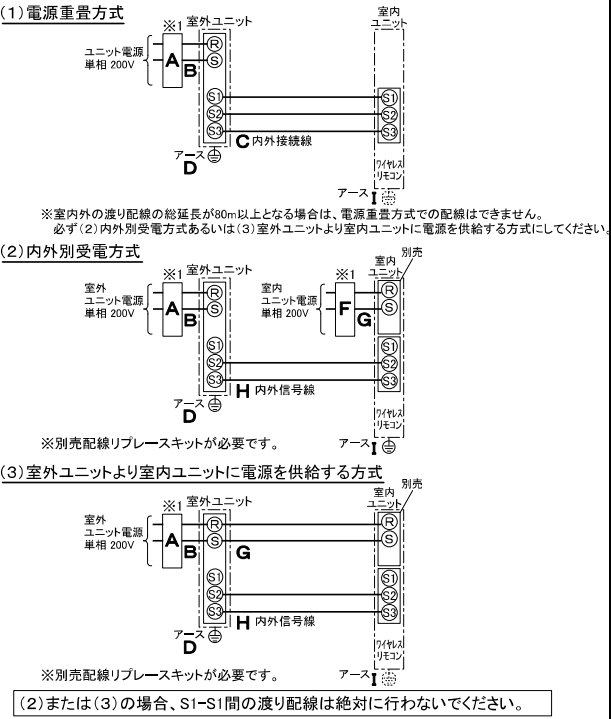 (1)電源重畳方式
※1 室外ユニット
室内
ユニット
ユニット電源
単相 200V
A
B
R
S
S1
S2
S3
S1
S2
S3
C 内外接続線
アース
D
ワイヤレス
リモコン
アース I
※室内外の渡り配線の総延長が80m以上となる場合は、電源重畳方式での配線はできません。
必ず(2)内外別受電方式あるいは(3)室外ユニットより室内ユニットに電源を供給する方式にしてください。
(2)内外別受電方式
※1 室外ユニット
※1
室内
ユニット
別売
室外
ユニット電源
単相 200V
A
B
R
S
室内
ユニット電源
単相 200V
F
G
R
S
S1
S2
S3
S1
S2
S3
H 内外信号線
アース
D
ワイヤレス
リモコン
アース I
※別売配線リプレースキットが必要です。
(3)室外ユニットより室内ユニットに電源を供給する方式
※1 室外ユニット
室内
ユニット
別売
室外
ユニット電源
単相 200V
A
B
R
S
G
R
S
S1
S2
S3
S1
S2
S3
H 内外信号線
アース
D
ワイヤレス
リモコン
アース I
※別売配線リプレースキットが必要です。
(2)または(3)の場合、S1-S1間の渡り配線は絶対に行わないでください。